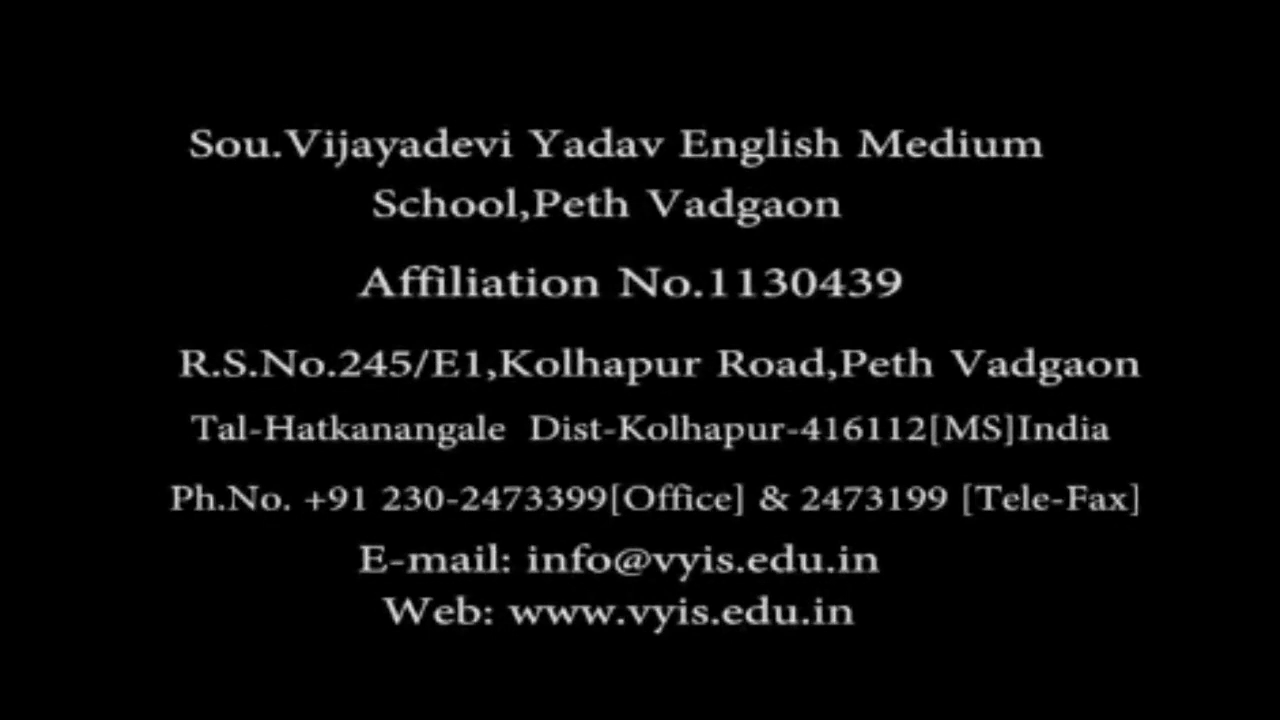 Sou.Vijayadevi Yadav English Medium
School,Peth Vadgaon
Affiliation No.1130439
R.S.No.245/E1,Kolhapur Road,Peth Vadgaon
Tal-Hatkanangale Dist-Kolhapur-416112[MS]India
Ph.No. +91 230-2473399[Office] & 2473199 [Tele-Fax]
E-mail: info@vyis.edu.in
Web: www.vyis.edu.in